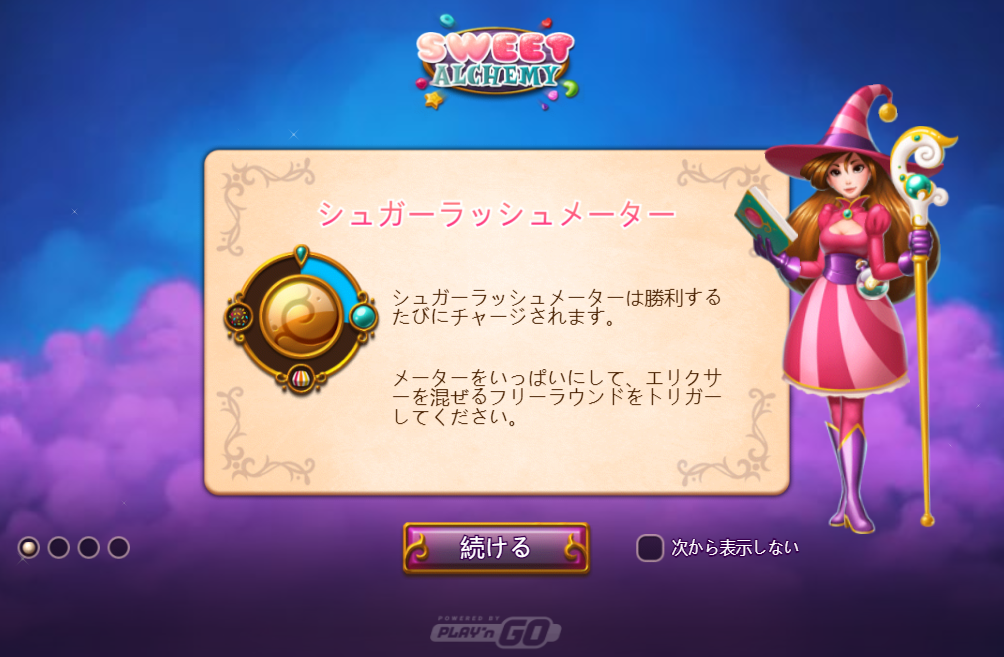 SWEET
ALCHEMY
シュガーラッシュメーター
シュガーラッシュメーターは勝利する
たびにチャージされます。
メーターをいっぱいにして、エリクサ
ーを混ぜるフリーラウンドをトリガー
してください。
続ける
次から表示しない
POWERED BY
PLAY'n GO